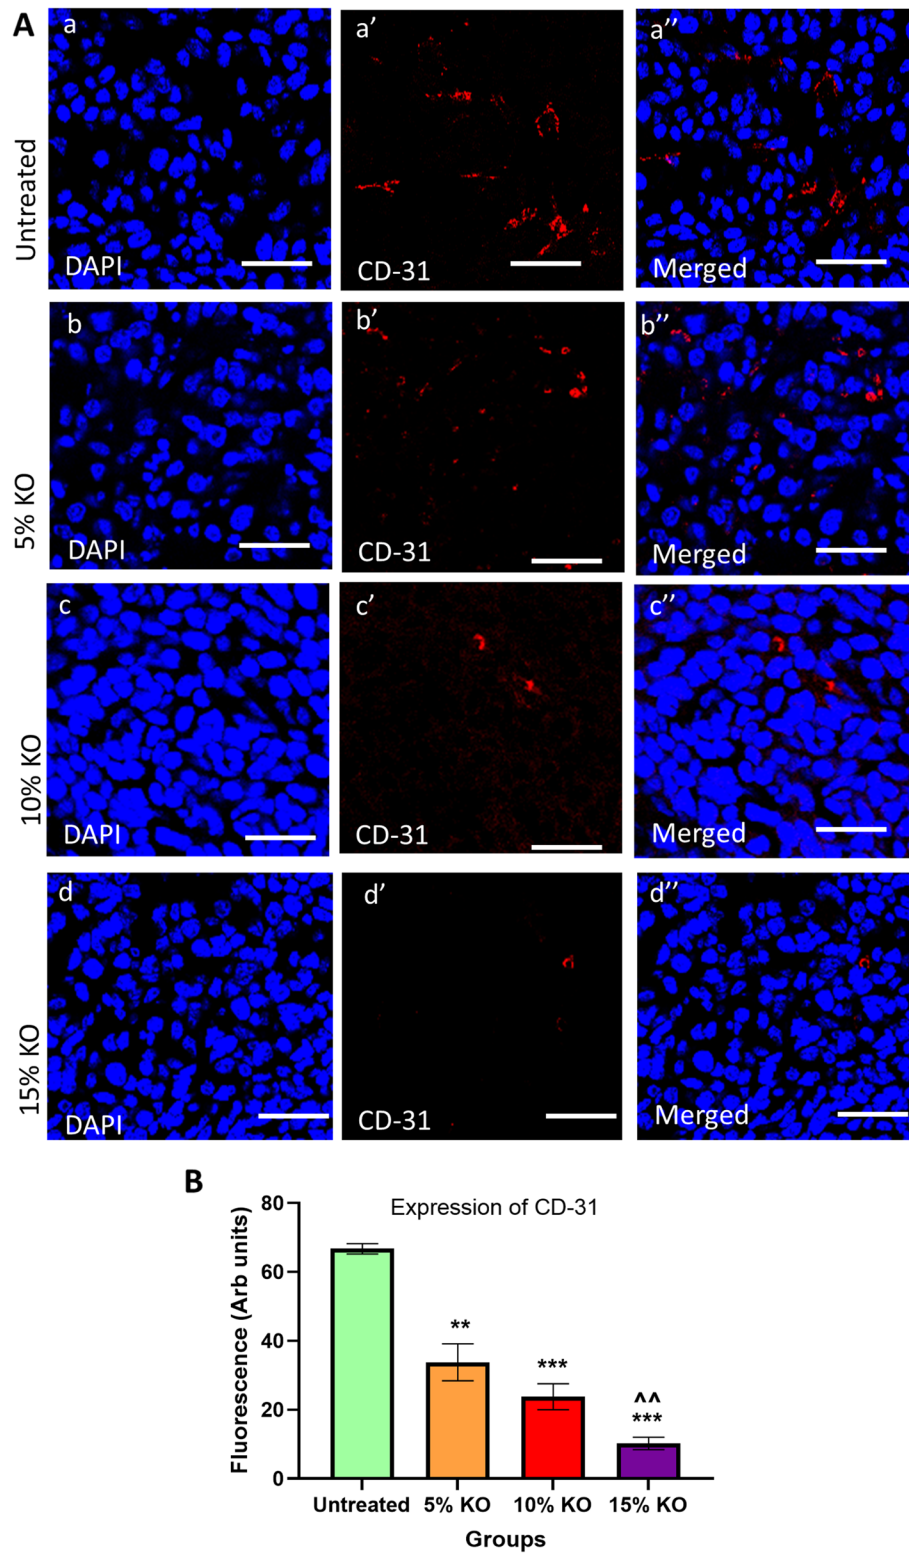 A
a
a’
a’’
Untreated
DAPI
CD-31
Merged
b
b’
b’’
5% KO
DAPI
CD-31
Merged
c
c’
c’’
10% KO
DAPI
CD-31
Merged
d
d’
d’’
15% KO
DAPI
CD-31
Merged
B
Expression of CD-31
Fluorescence (Arb units)
80
60
40
20
0
**
***
^^
***
Untreated 5% KO 10% KO 15% KO
Groups